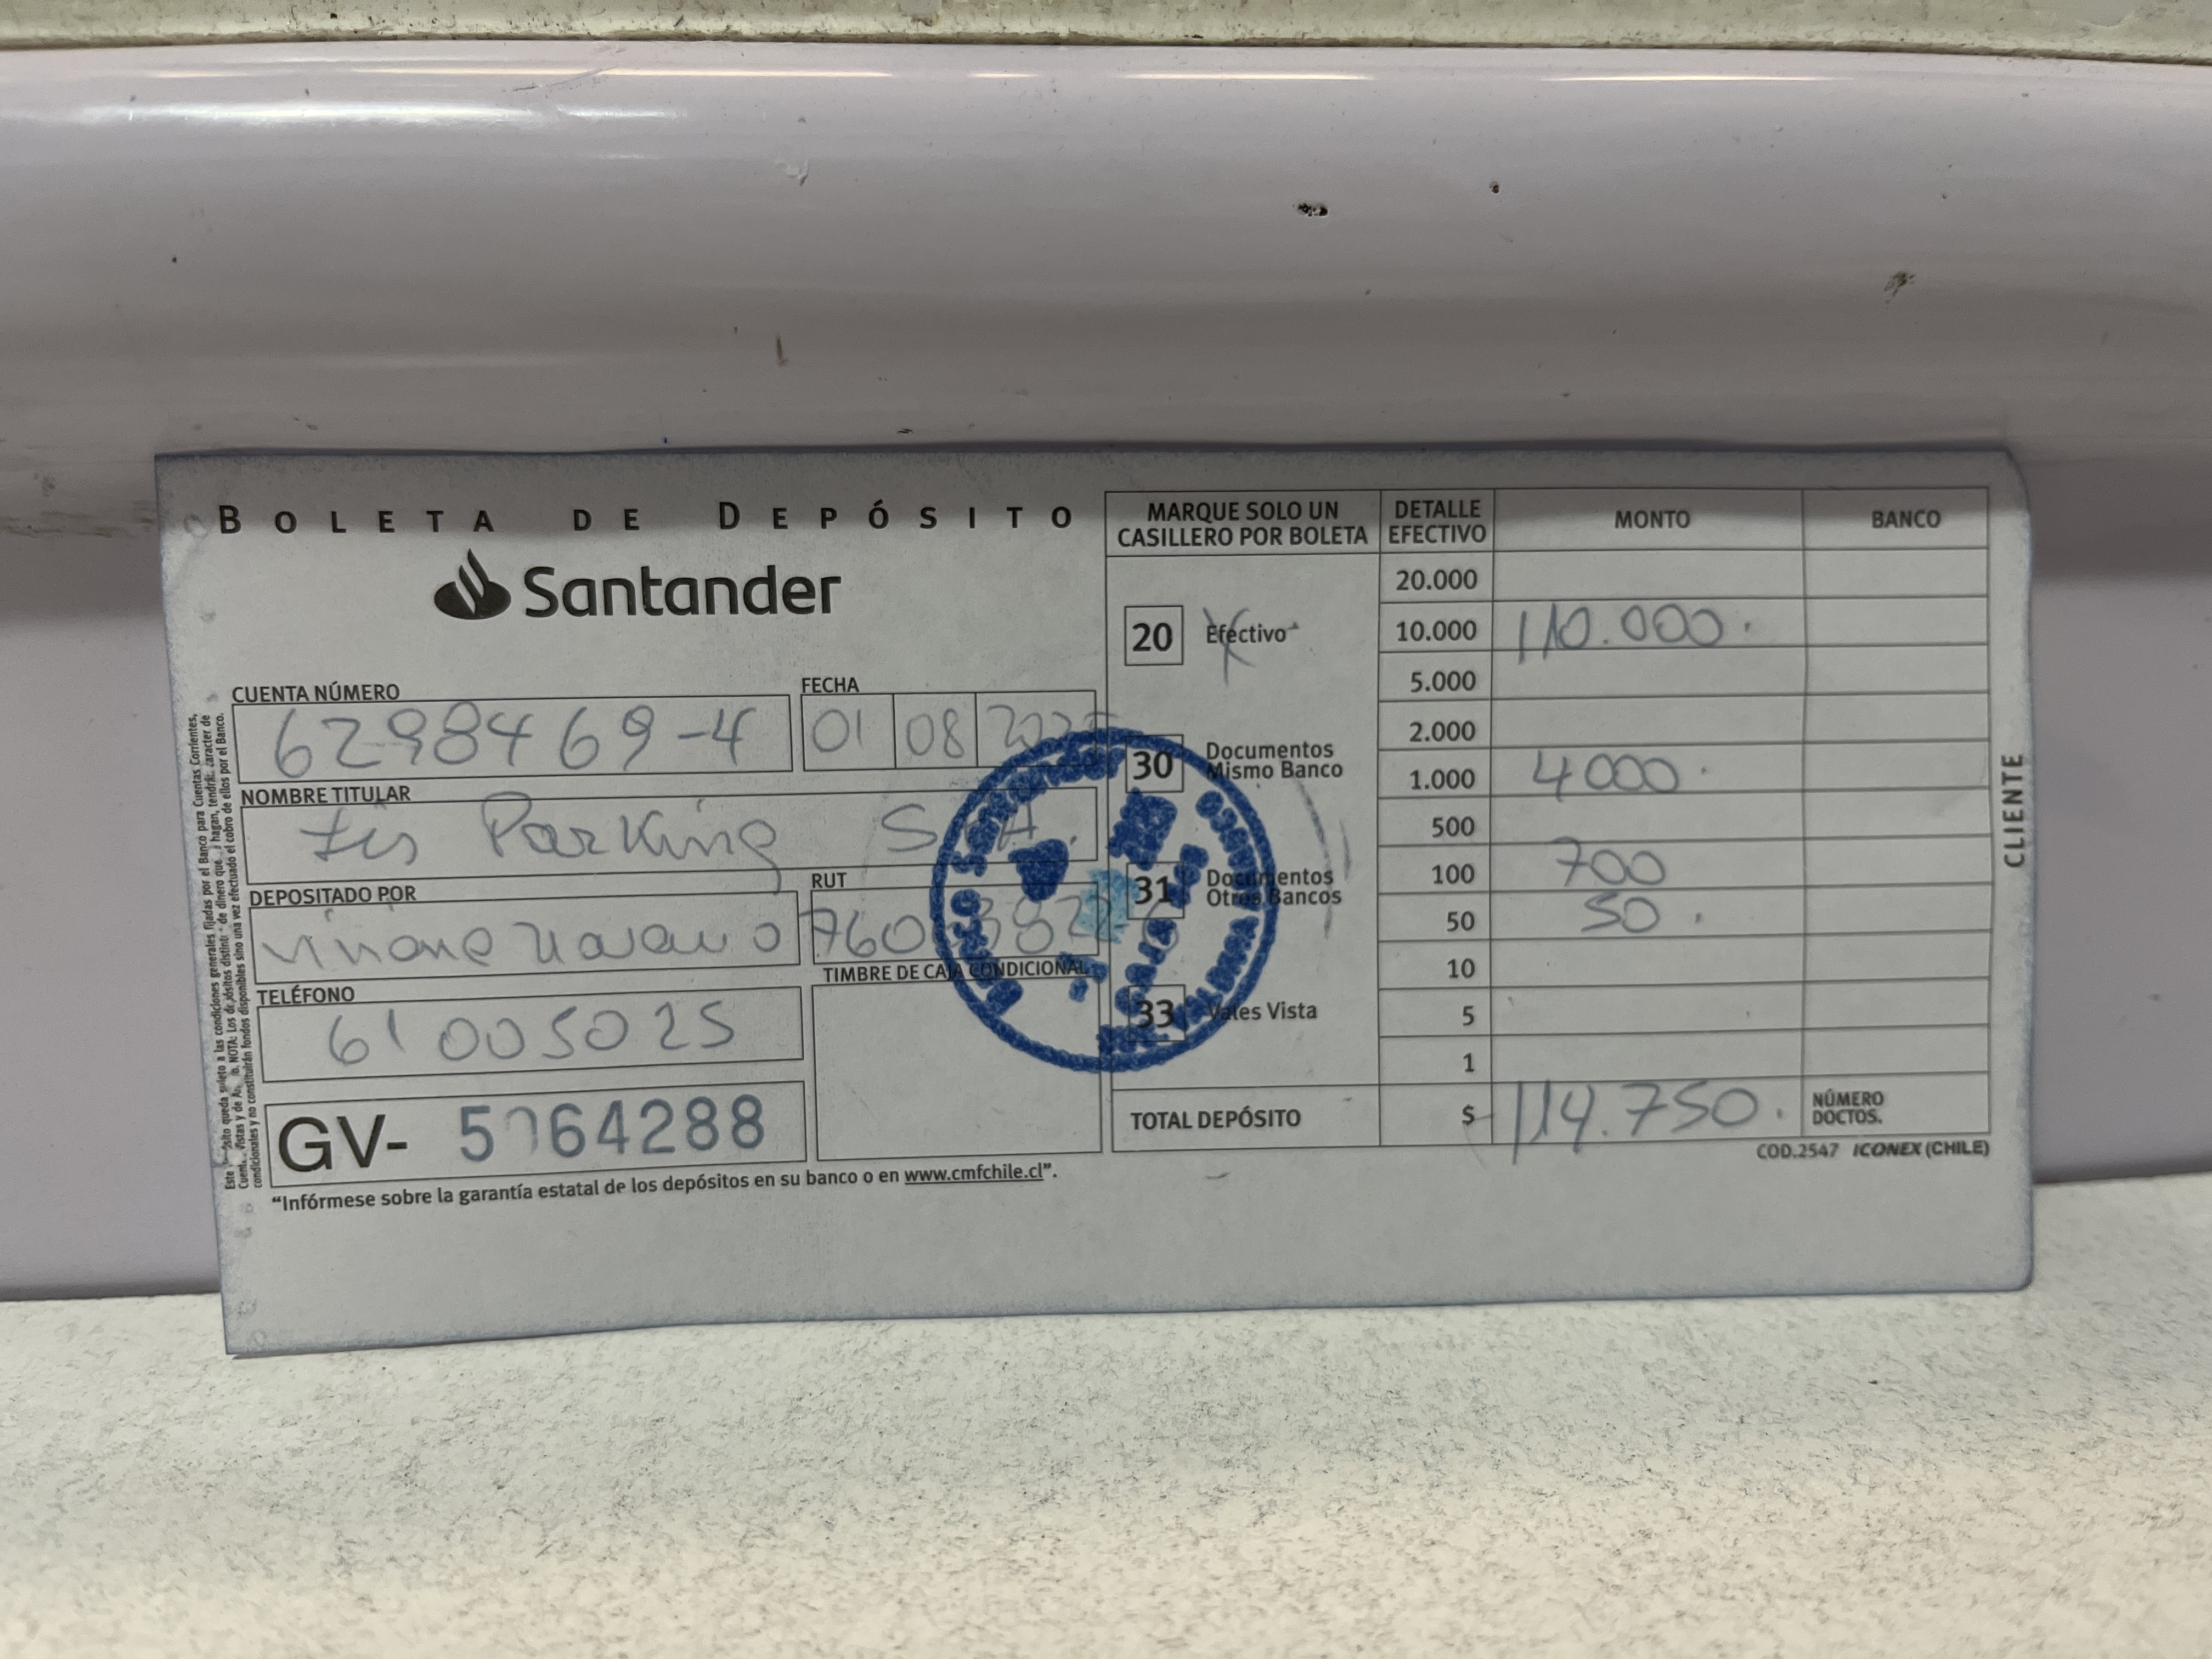 BOLETA DE DEPÓSITO
Santander
CUENTA NÚMERO
6298469-4
FECHA
01 08
NOMBRE TITULAR
Parking S.A.
DEPOSITADO POR
RUT
TELÉFONO
61005025
TIMBRE DE CAJA CONDICIONAL
GV- 5064288
“Infórmese sobre la garantía estatal de los depósitos en su banco o en www.cmfchile.cl”.
MARQUE SOLO UN
CASILLERO POR BOLETA
20 Efectivo
30 Documentos
Mismo Banco
31 Documentos
Otros Bancos
33 Vales Vista
DETALLE EFECTIVO MONTO BANCO
20.000
10.000 110.000.
5.000
2.000
1.000 4000.
500
100 700
50 50.
10
5
1
TOTAL DEPÓSITO $ 114.750.
NÚMERO
DOCTOS.
COD.2547 ICONEX (CHILE)
CLIENTE